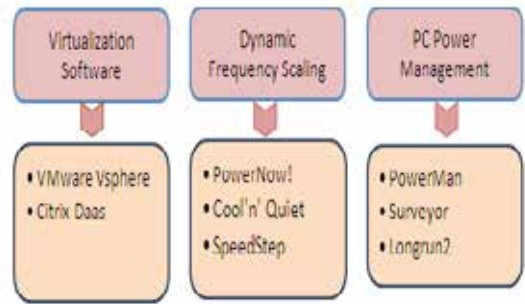 Virtualization
Software
• VMware Vsphere
• Citrix Daas
Dynamic
Frequency Scaling
• PowerNow!
• Cool'n' Quiet
• SpeedStep
PC Power
Management
• PowerMan
• Surveyor
• Longrun2